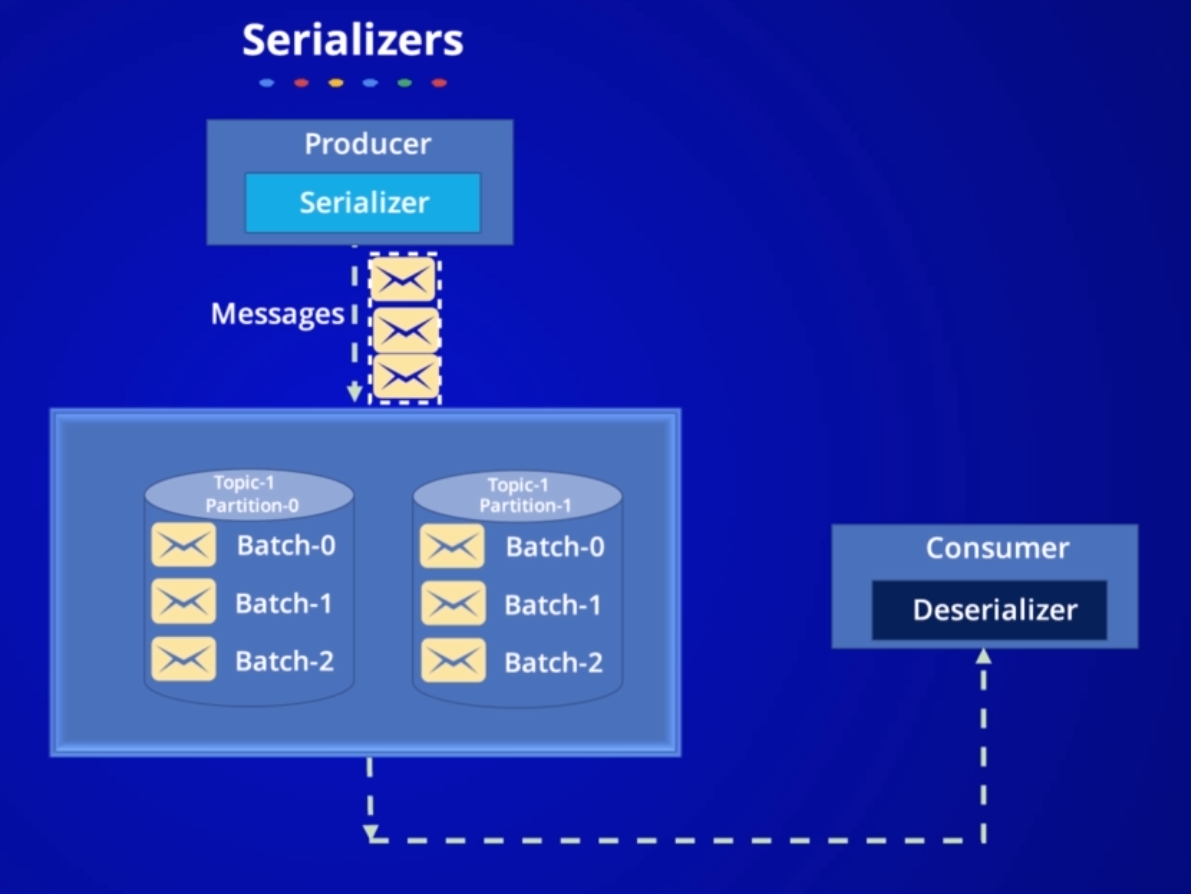 Serializers
Producer
Serializer
Messages
Topic-1
Partition-0
Batch-0
Batch-1
Batch-2
Topic-1
Partition-1
Batch-0
Batch-1
Batch-2
Consumer
Deserializer